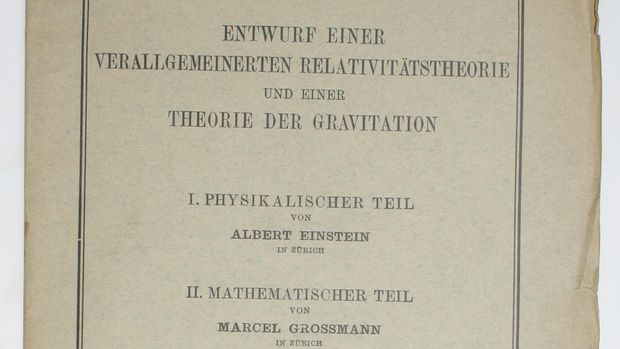 ENTWURF EINER
VERALLGEMEINERTEN RELATIVITÄTSTHEORIE
UND EINER
THEORIE DER GRAVITATION
I. PHYSIKALISCHER TEIL
VON
ALBERT EINSTEIN
IN ZÜRICH
II. MATHEMATISCHER TEIL
VON
MARCEL GROSSMANN
IN ZÜRICH